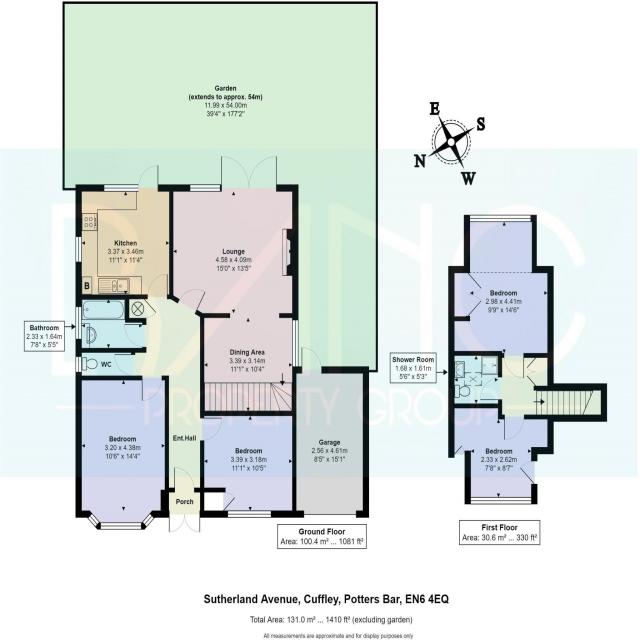 Garden
(extends to approx. 54m)
11.99 x 54.00m
39'4" x 177'2"
E
S
N
W
Kitchen
3.37 x 3.46m
11'1" x 11'4"
B
Lounge
4.58 x 4.09m
15'0" x 13'5"
Bathroom
2.33 x 1.64m
7'8" x 5'5"
WC
Dining Area
3.39 x 3.14m
11'1" x 10'4"
Bedroom
3.20 x 4.38m
10'6" x 14'4"
Ent.Hall
Bedroom
3.39 x 3.18m
11'1" x 10'5"
Garage
2.56 x 4.61m
8'5" x 15'1"
Porch
Ground Floor
Area: 100.4 m² ... 1081 ft²
Bedroom
2.98 x 4.41m
9'9" x 14'6"
Shower Room
1.68 x 1.61m
5'6" x 5'3"
Bedroom
2.33 x 2.62m
7'8" x 8'7"
First Floor
Area: 30.6 m² ... 330 ft²
PROPERTY GROUP
Sutherland Avenue, Cuffley, Potters Bar, EN6 4EQ
Total Area: 131.0 m² ... 1410 ft² (excluding garden)
All measurements are approximate and for display purposes only